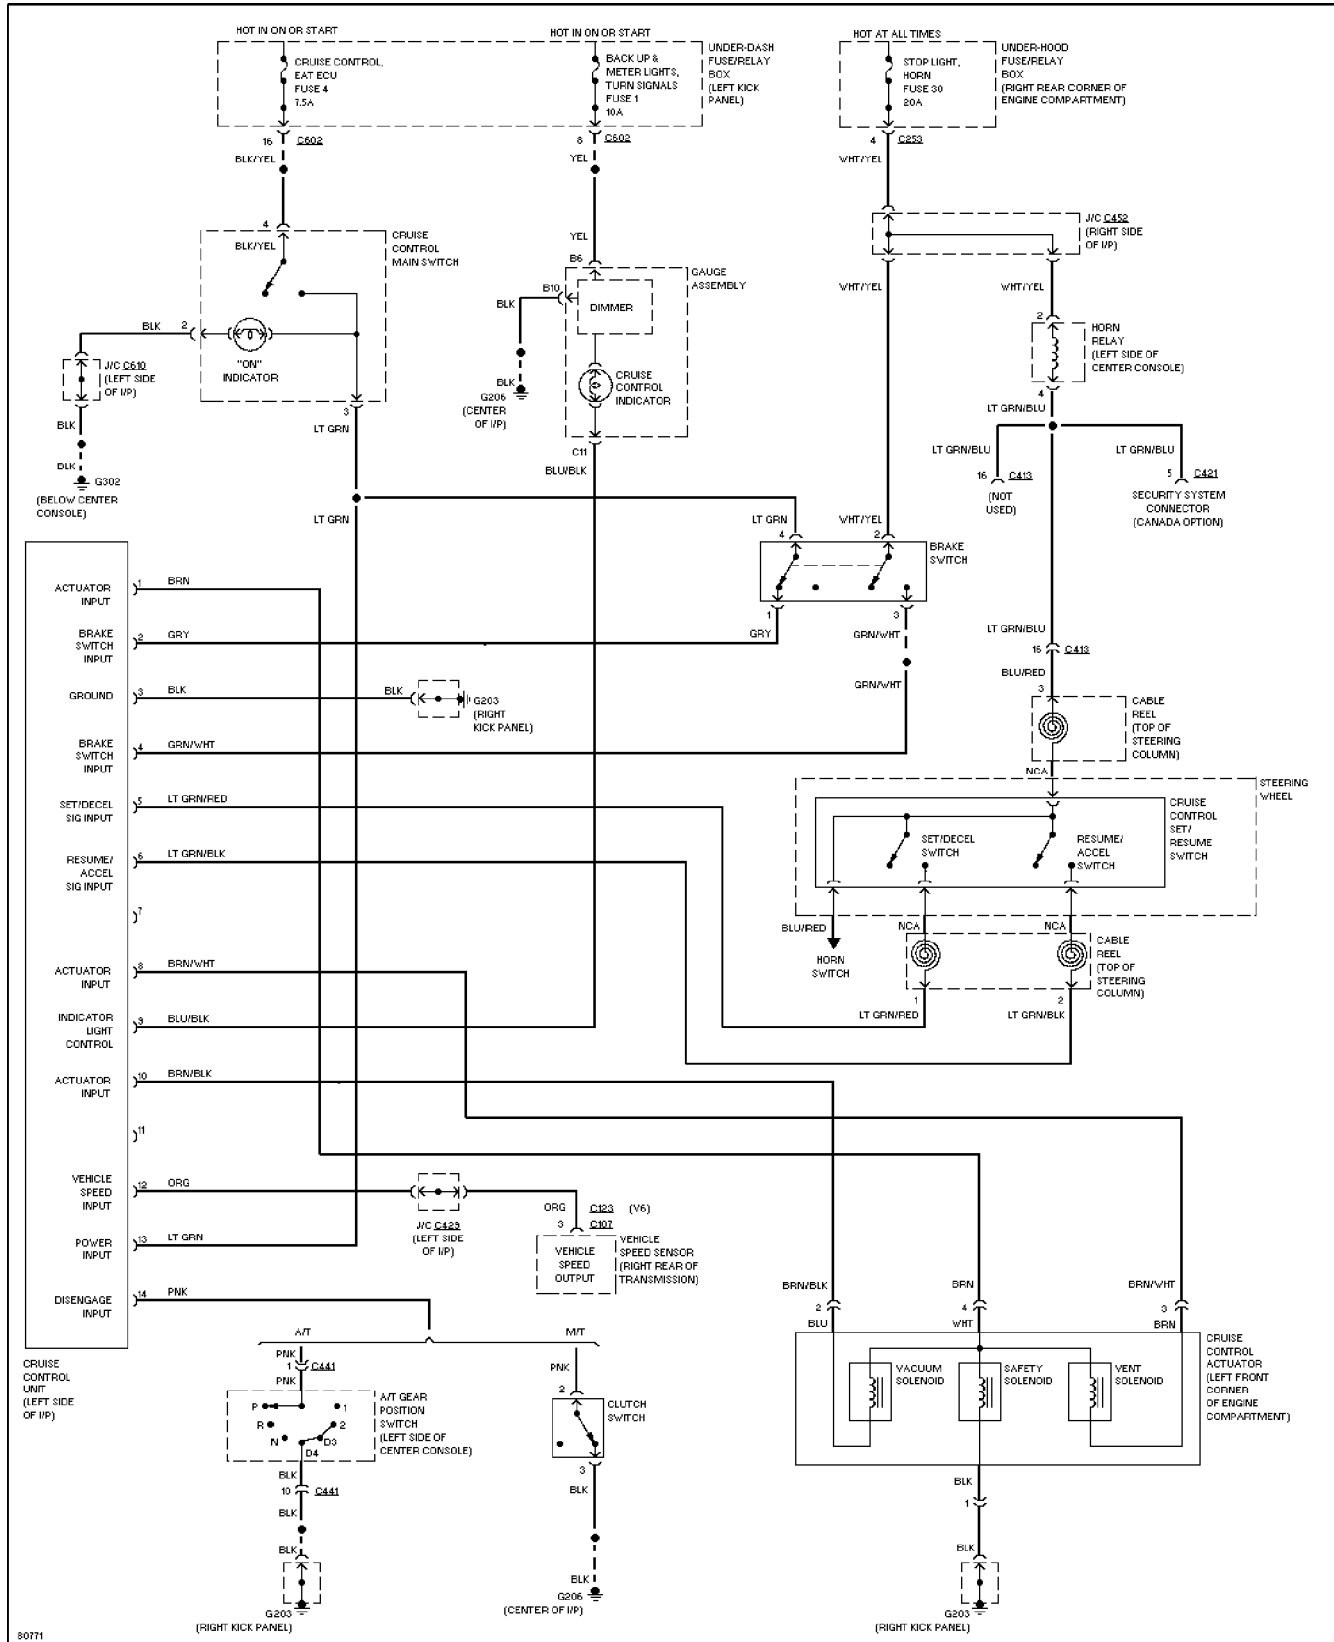 HOT IN ON OR START
HOT IN ON OR START
HOT AT ALL TIMES
CRUISE CONTROL,
EAT ECU
FUSE 4
7.5A
BACK UP &
METER LIGHTS,
TURN SIGNALS
FUSE 1
10A
UNDER-DASH
FUSE/RELAY
BOX
(LEFT KICK
PANEL)
STOP LIGHT,
HORN
FUSE 30
20A
UNDER-HOOD
FUSE/RELAY
BOX
(RIGHT REAR CORNER OF
ENGINE COMPARTMENT)
16 C602
8 C602
4 C253
BLK/YEL
YEL
WHT/YEL
4
BLK/YEL
CRUISE
CONTROL
MAIN SWITCH
YEL
B6
GAUGE
ASSEMBLY
J/C C452
(RIGHT SIDE
OF I/P)
B10
BLK
DIMMER
WHT/YEL
WHT/YEL
BLK
2
"ON"
INDICATOR
2
HORN
RELAY
(LEFT SIDE OF
CENTER CONSOLE)
J/C C610
(LEFT SIDE
OF I/P)
BLK
G206
(CENTER
OF I/P)
CRUISE
CONTROL
INDICATOR
4
LT GRN/BLU
3
LT GRN
BLK
BLK
G302
(BELOW CENTER
CONSOLE)
C11
BLU/BLK
LT GRN/BLU
LT GRN/BLU
16 C413
(NOT
USED)
5 C421
SECURITY SYSTEM
CONNECTOR
(CANADA OPTION)
LT GRN
LT GRN
4
WHT/YEL
2
BRAKE
SWITCH
1
3
GRY
GRN/WHT
GRN/WHT
LT GRN/BLU
16 C413
BLU/RED
3
CABLE
REEL
(TOP OF
STEERING
COLUMN)
NCA
STEERING
WHEEL
ACTUATOR
INPUT
1 BRN
BRAKE
SWITCH
INPUT
2 GRY
GROUND
3 BLK
BLK
G203
(RIGHT
KICK PANEL)
BRAKE
SWITCH
INPUT
4 GRN/WHT
SET/DECEL
SIG INPUT
5 LT GRN/RED
RESUME/
ACCEL
SIG INPUT
6 LT GRN/BLK
7
ACTUATOR
INPUT
8 BRN/WHT
INDICATOR
LIGHT
CONTROL
9 BLU/BLK
ACTUATOR
INPUT
10 BRN/BLK
11
VEHICLE
SPEED
INPUT
12 ORG
POWER
INPUT
13 LT GRN
DISENGAGE
INPUT
14 PNK
CRUISE
CONTROL
UNIT
(LEFT SIDE
OF I/P)
SET/DECEL
SWITCH
RESUME/
ACCEL
SWITCH
CRUISE
CONTROL
SET/
RESUME
SWITCH
BLU/RED
HORN
SWITCH
NCA
NCA
CABLE
REEL
(TOP OF
STEERING
COLUMN)
1
2
LT GRN/RED
LT GRN/BLK
J/C C429
(LEFT SIDE
OF I/P)
ORG
C123 (V6)
3 C107
VEHICLE
SPEED
OUTPUT
VEHICLE
SPEED SENSOR
(RIGHT REAR OF
TRANSMISSION)
A/T
M/T
PNK
1 C441
PNK
P
R
N
D4
D3
2
1
A/T GEAR
POSITION
SWITCH
(LEFT SIDE OF
CENTER CONSOLE)
BLK
10 C441
BLK
BLK
G203
(RIGHT KICK PANEL)
PNK
2
CLUTCH
SWITCH
3
BLK
BLK
G206
(CENTER OF I/P)
BRN/BLK
2
BLU
BRN
4
WHT
BRN/WHT
3
BRN
VACUUM
SOLENOID
SAFETY
SOLENOID
VENT
SOLENOID
CRUISE
CONTROL
ACTUATOR
(LEFT FRONT
CORNER
OF ENGINE
COMPARTMENT)
BLK
1
BLK
G203
(RIGHT KICK PANEL)
80771